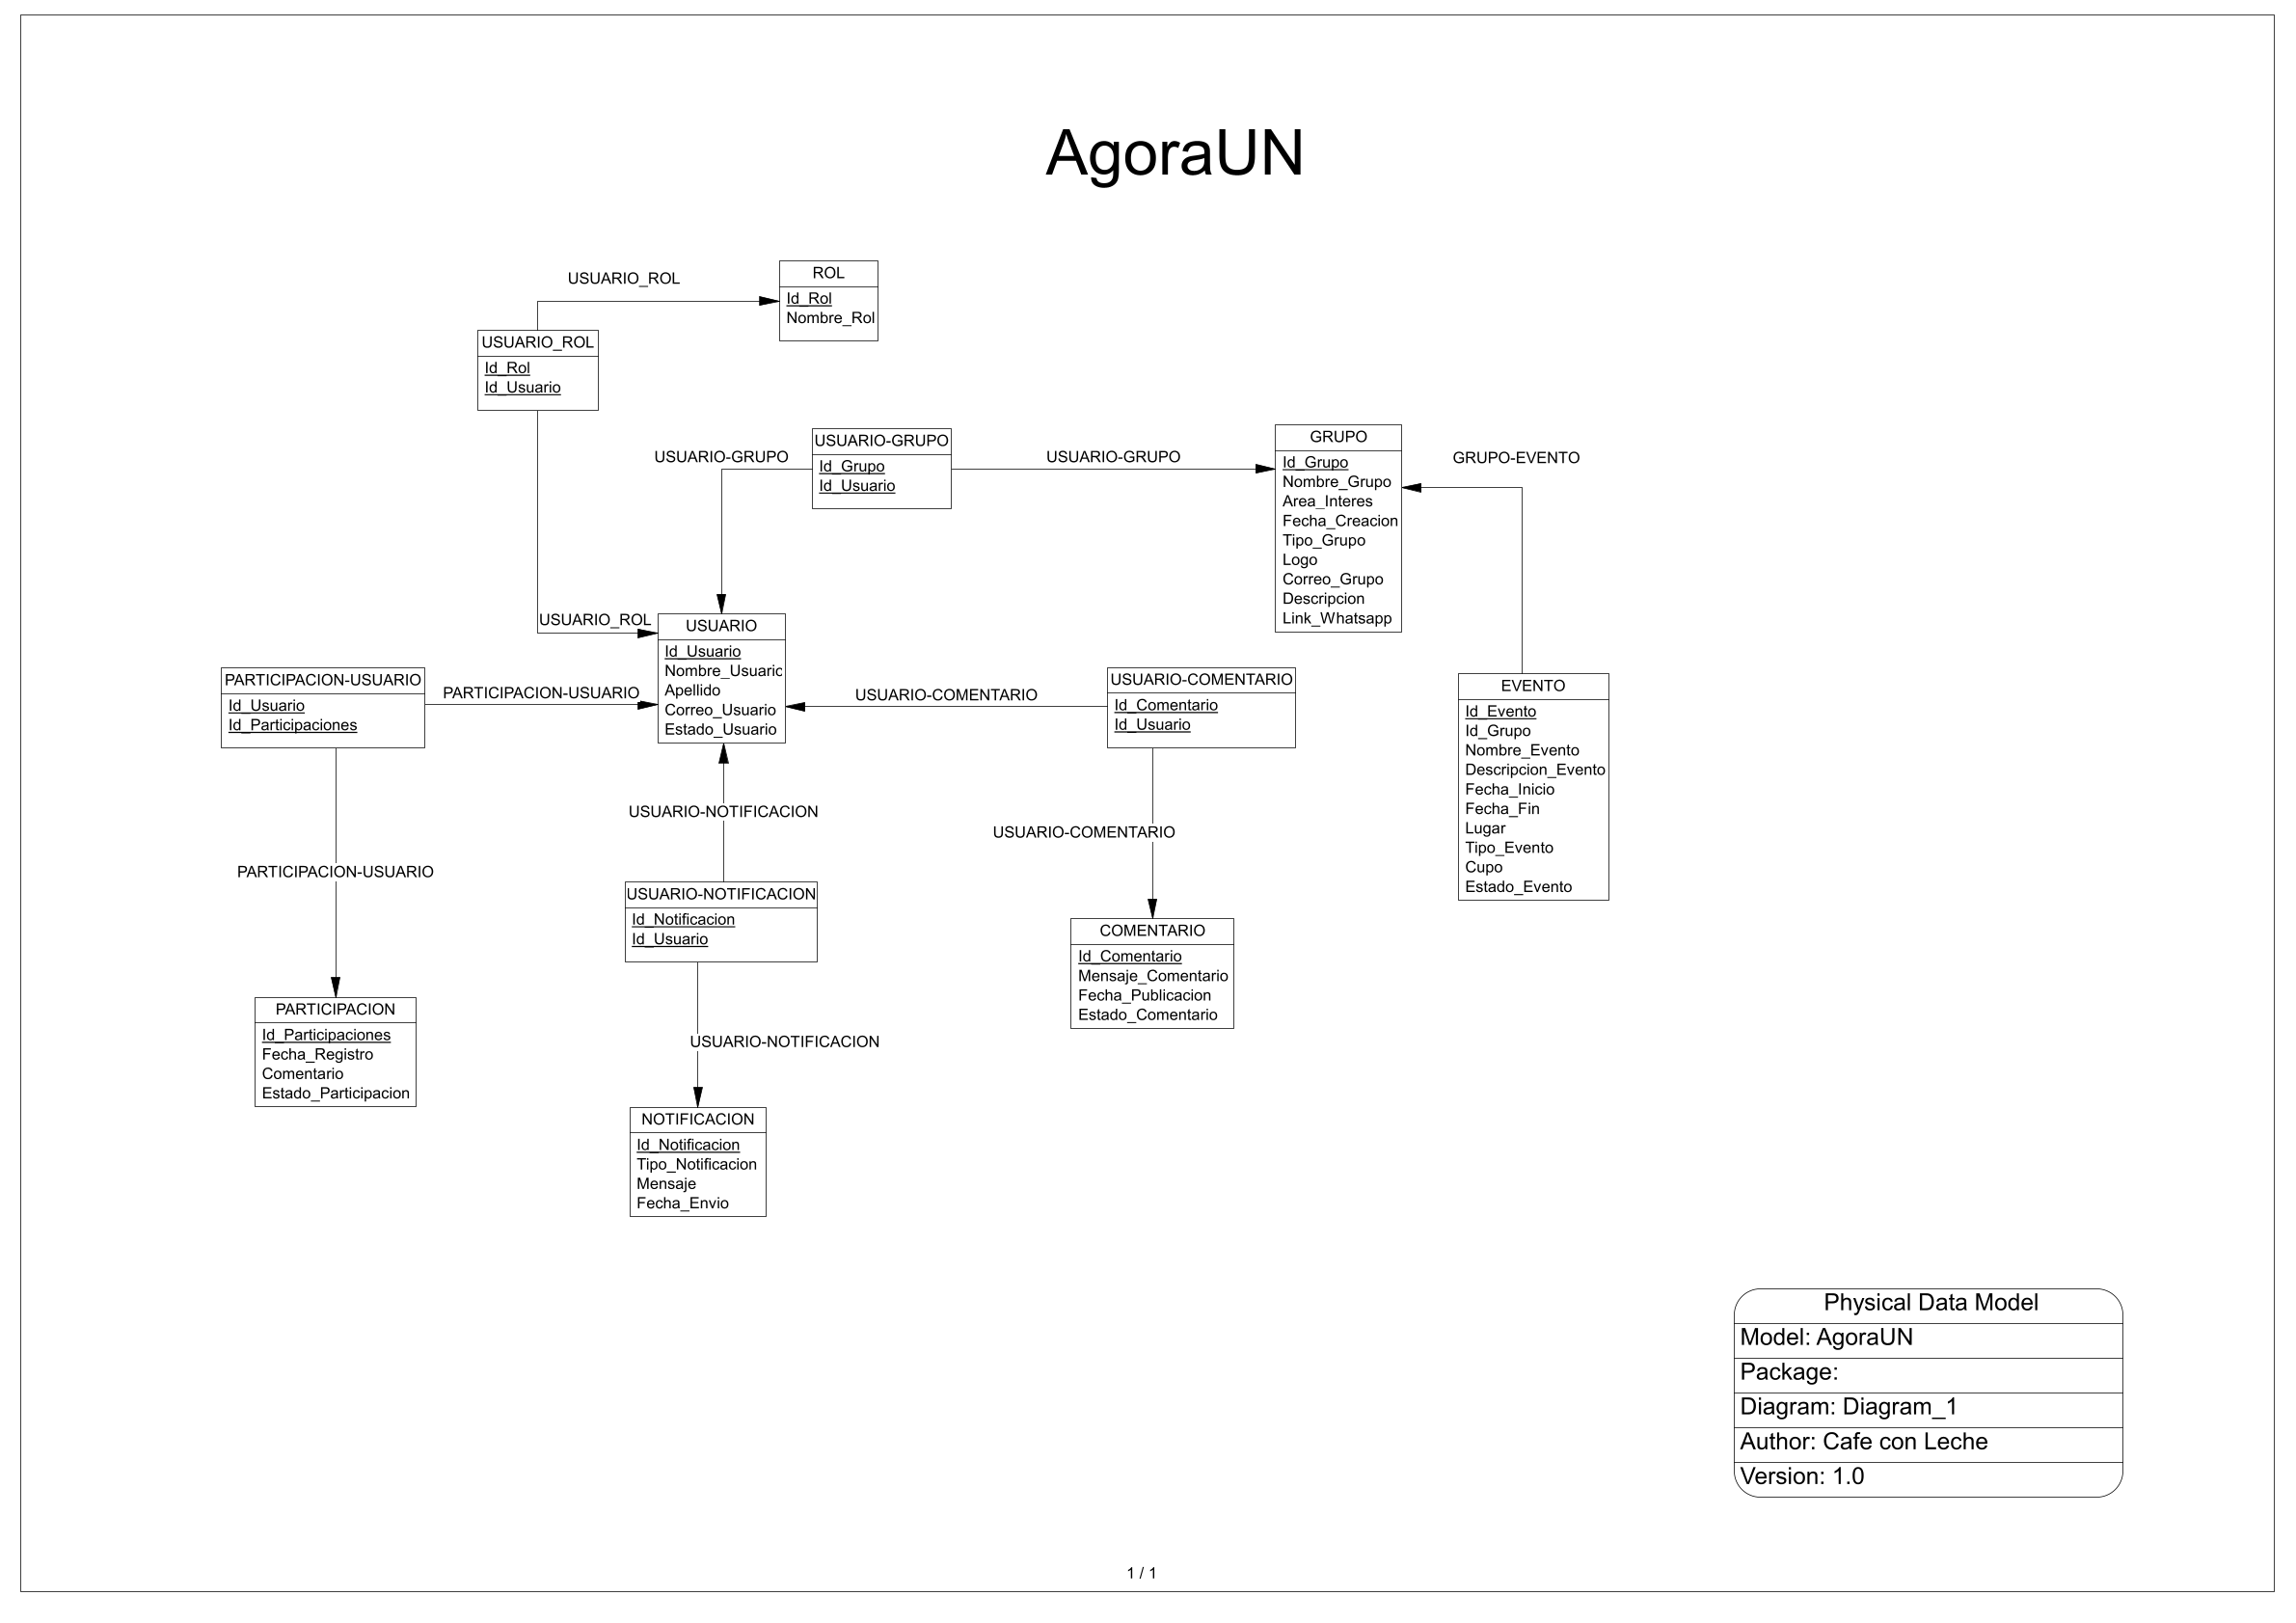 AgoraUN
USUARIO_ROL
ROL
Id_Rol
Nombre_Rol
USUARIO_ROL
Id_Rol
Id_Usuario
USUARIO_ROL
USUARIO-GRUPO
USUARIO-GRUPO
Id_Grupo
Id_Usuario
USUARIO-GRUPO
GRUPO
Id_Grupo
Nombre_Grupo
Area_Interes
Fecha_Creacion
Tipo_Grupo
Logo
Correo_Grupo
Descripcion
Link_Whatsapp
GRUPO-EVENTO
USUARIO
Id_Usuario
Nombre_Usuario
Apellido
Correo_Usuario
Estado_Usuario
PARTICIPACION-USUARIO
Id_Usuario
Id_Participaciones
PARTICIPACION-USUARIO
USUARIO-COMENTARIO
USUARIO-COMENTARIO
Id_Comentario
Id_Usuario
EVENTO
Id_Evento
Id_Grupo
Nombre_Evento
Descripcion_Evento
Fecha_Inicio
Fecha_Fin
Lugar
Tipo_Evento
Cupo
Estado_Evento
USUARIO-NOTIFICACION
USUARIO-COMENTARIO
PARTICIPACION-USUARIO
USUARIO-NOTIFICACION
Id_Notificacion
Id_Usuario
COMENTARIO
Id_Comentario
Mensaje_Comentario
Fecha_Publicacion
Estado_Comentario
PARTICIPACION
Id_Participaciones
Fecha_Registro
Comentario
Estado_Participacion
USUARIO-NOTIFICACION
NOTIFICACION
Id_Notificacion
Tipo_Notificacion
Mensaje
Fecha_Envio
Physical Data Model
Model: AgoraUN
Package:
Diagram: Diagram_1
Author: Cafe con Leche
Version: 1.0
1 / 1